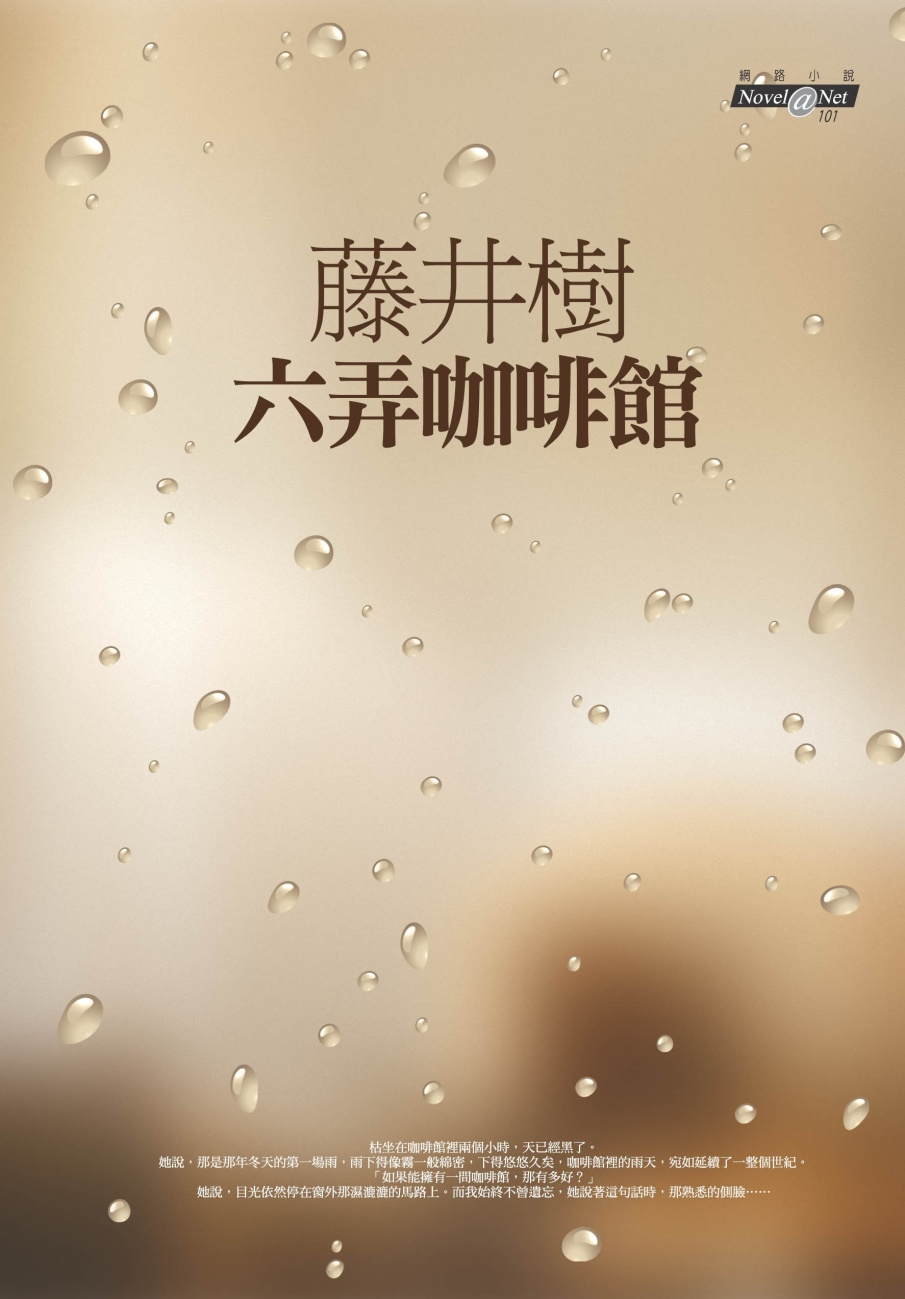 網路小說
Novel@Net
101
藤井樹
六弄咖啡館
枯坐在咖啡館裡兩個小時，天已經黑了。
她說，那是那年冬天的第一場雨，雨下得像霧一般綿密，下得悠悠久矣，咖啡館裡的雨天，宛如延續了一整個世紀。
「如果能擁有一間咖啡館，那有多好？」
她說，目光依然停在窗外那濕漉漉的馬路上。而我始終不曾遺忘，她說著這句話時，那熟悉的側臉⋯⋯